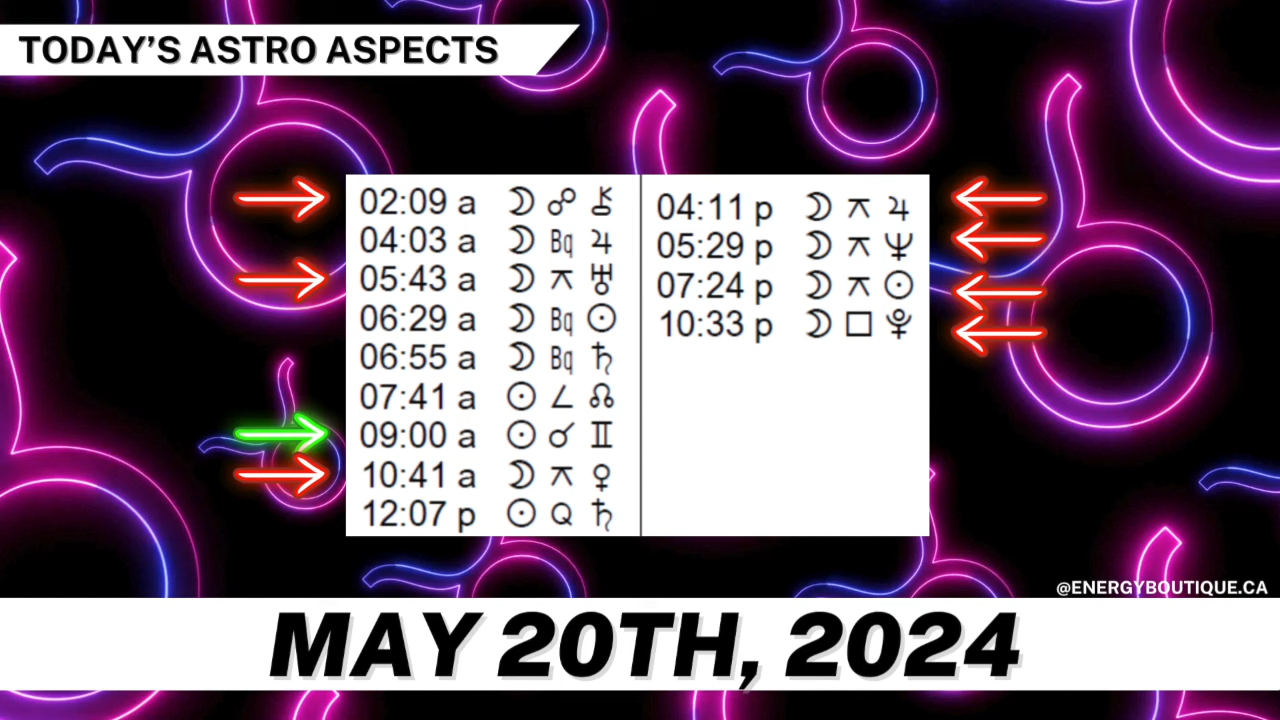 TODAY’S ASTRO ASPECTS
02:09 a ☽ ☍ ⚷
04:03 a ☽ Bq ♃
05:43 a ☽ ⚻ ♅
06:29 a ☽ Bq ☉
06:55 a ☽ Bq ♄
07:41 a ☉ ∠ ☊
09:00 a ☉ ☌ ♊
10:41 a ☽ ⚻ ♀
12:07 p ☉ Q ♄
04:11 p ☽ ⚻ ♃
05:29 p ☽ ⚻ ♆
07:24 p ☽ ⚻ ☉
10:33 p ☽ □ ⯓
@ENERGYBOUTIQUE.CA
MAY 20TH, 2024